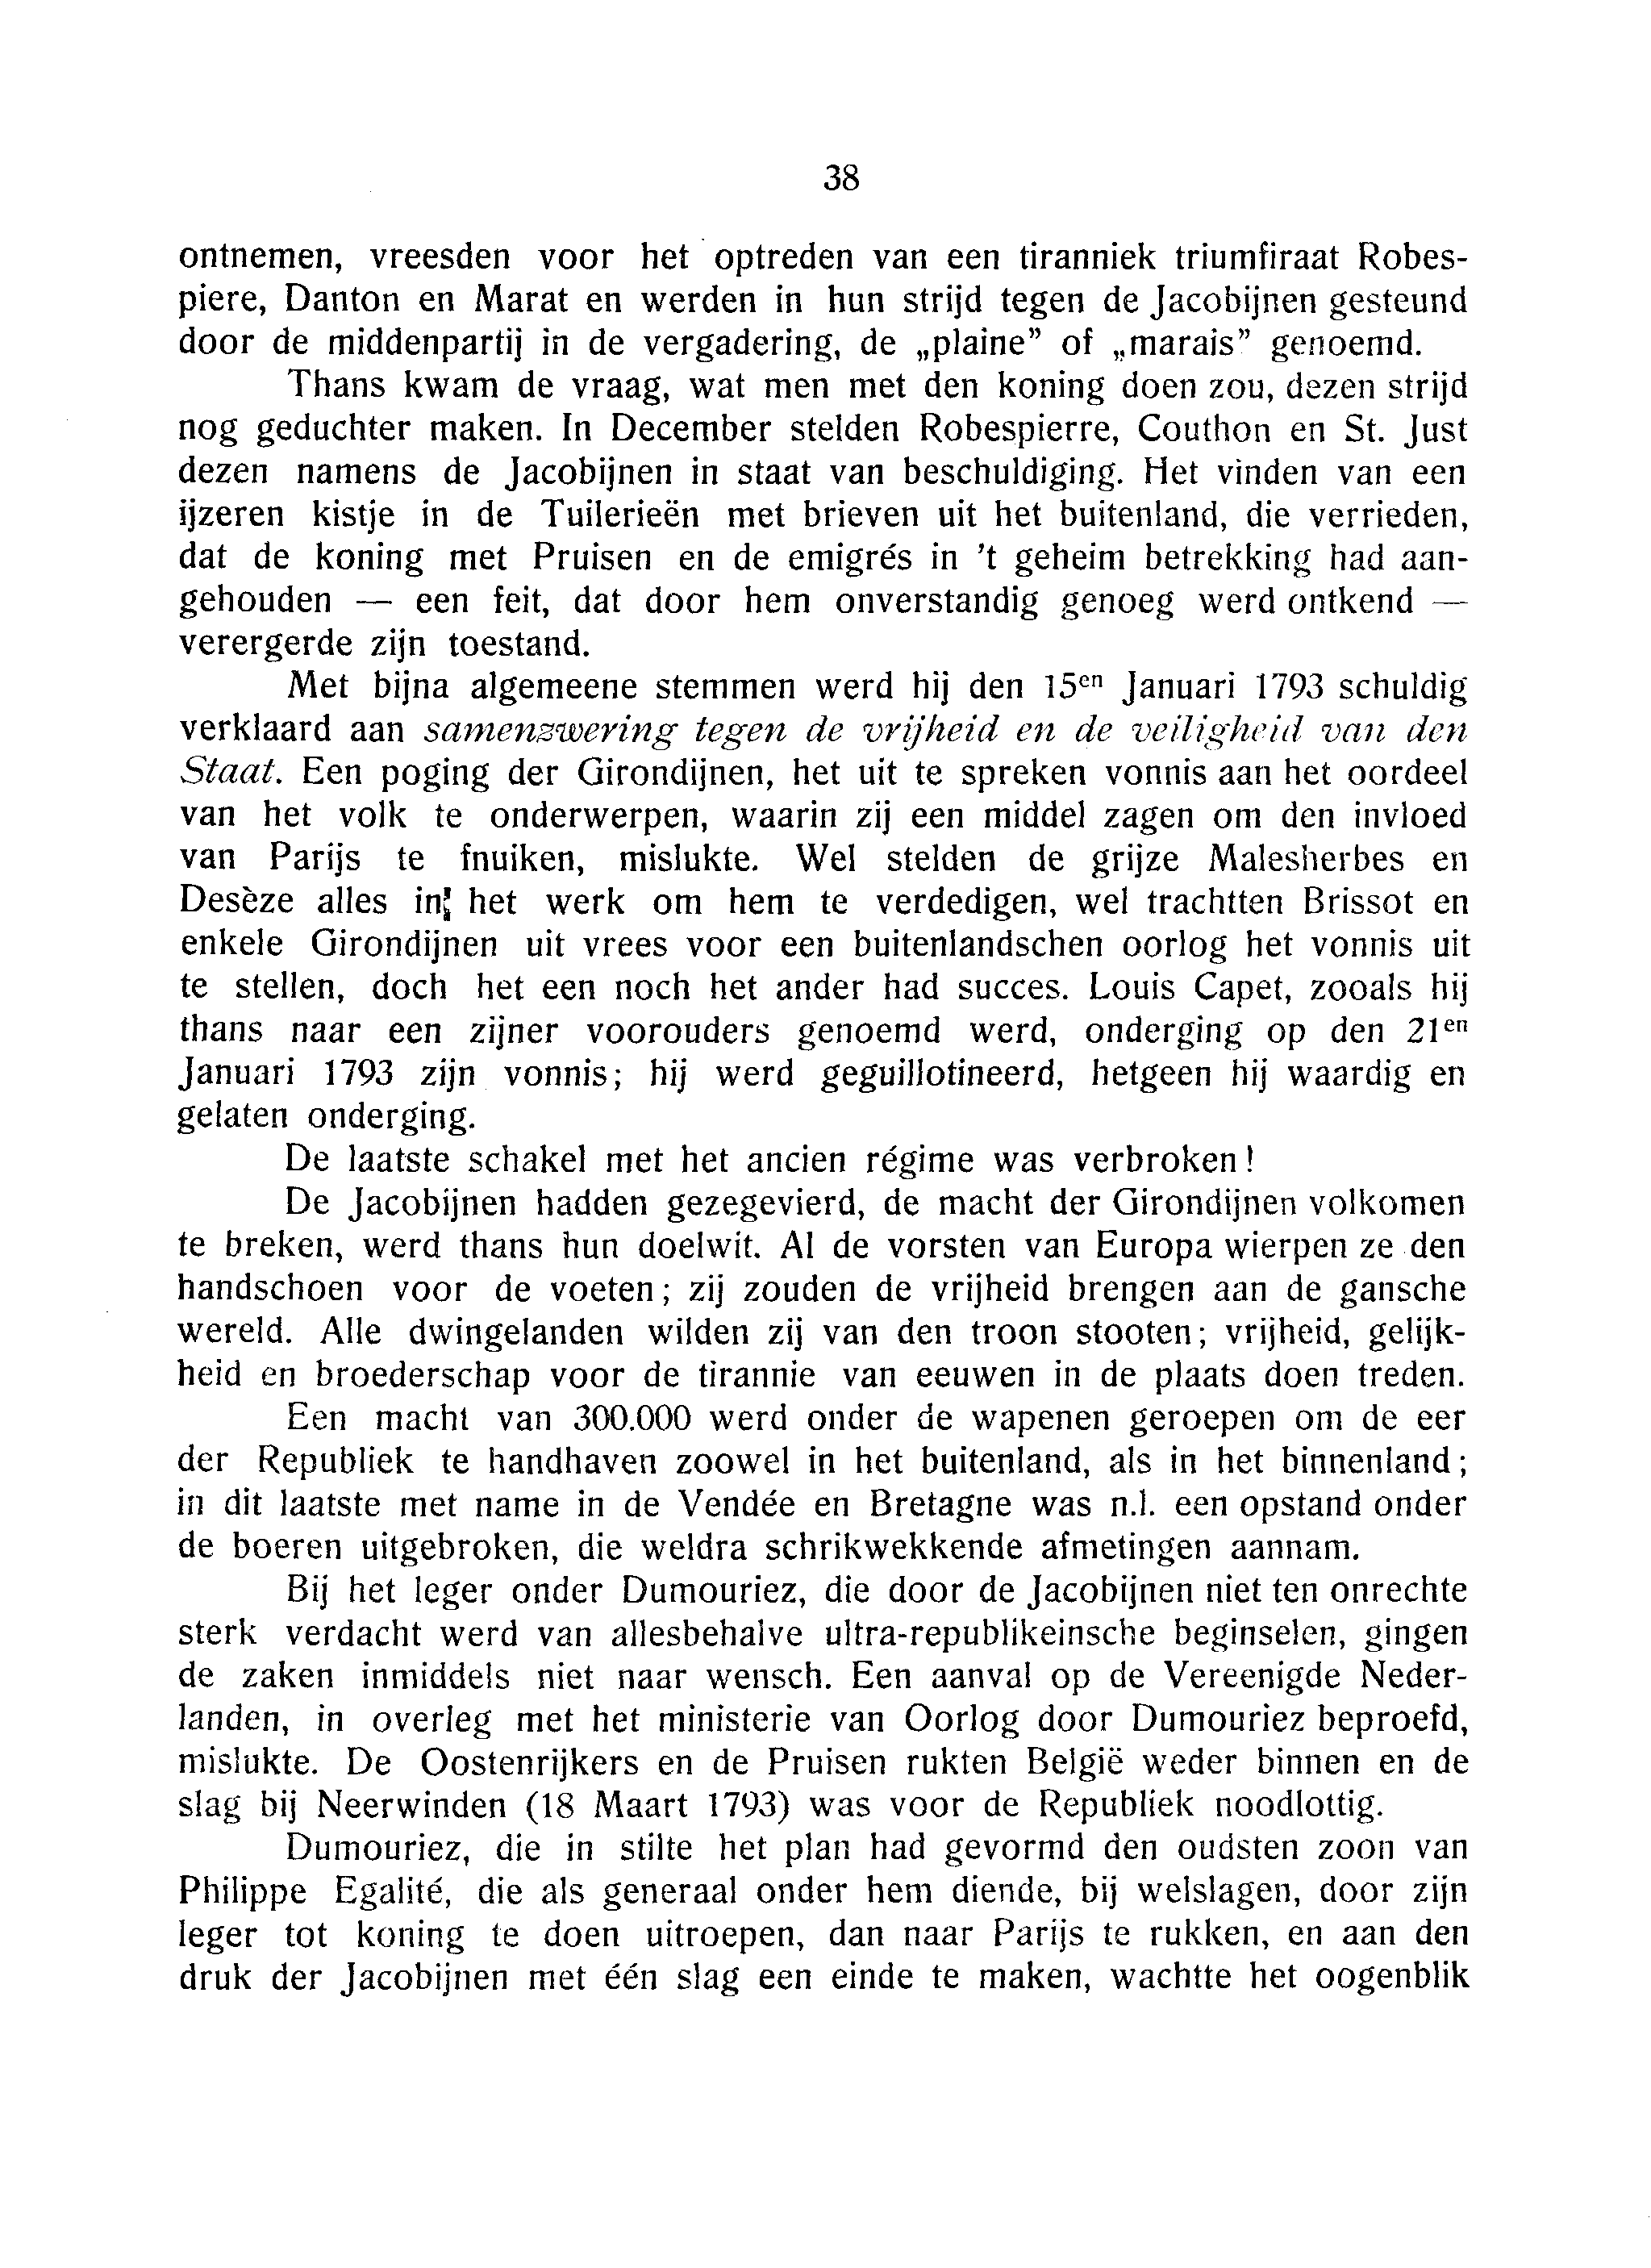 38
ontnemen, vreesden voor het optreden van een tiranniek triumfiraat Robes-
piere, Danton en Marat en werden in hun strijd tegen de Jacobijnen gesteund
door de middenpartij in de vergadering, de „plaine” of „marais” genoemd.
Thans kwam de vraag, wat men met den koning doen zou, dezen strijd
nog geduchter maken. In December stelden Robespierre, Couthon en St. Just
dezen namens de Jacobijnen in staat van beschuldiging. Het vinden van een
ijzeren kistje in de Tuilerieën met brieven uit het buitenland, die verrieden,
dat de koning met Pruisen en de emigrés in ’t geheim betrekking had aan-
gehouden — een feit, dat door hem onverstandig genoeg werd ontkend —
verergerde zijn toestand.
Met bijna algemeene stemmen werd hij den 15en Januari 1793 schuldig
verklaard aan samenzwering tegen de vrijheid en de veiligheid van den
Staat. Een poging der Girondijnen, het uit te spreken vonnis aan het oordeel
van het volk te onderwerpen, waarin zij een middel zagen om den invloed
van Parijs te fnuiken, mislukte. Wel stelden de grijze Malesherbes en
Desèze alles in het werk om hem te verdedigen, wel trachtten Brissot en
enkele Girondijnen uit vrees voor een buitenlandschen oorlog het vonnis uit
te stellen, doch het een noch het ander had succes. Louis Capet, zooals hij
thans naar een zijner voorouders genoemd werd, onderging op den 21en
Januari 1793 zijn vonnis; hij werd geguillotineerd, hetgeen hij waardig en
gelaten onderging.
De laatste schakel met het ancien régime was verbroken!
De Jacobijnen hadden gezegevierd, de macht der Girondijnen volkomen
te breken, werd thans hun doelwit. Al de vorsten van Europa wierpen ze den
handschoen voor de voeten; zij zouden de vrijheid brengen aan de gansche
wereld. Alle dwingelanden wilden zij van den troon stooten; vrijheid, gelijk-
heid en broederschap voor de tirannie van eeuwen in de plaats doen treden.
Een macht van 300.000 werd onder de wapenen geroepen om de eer
der Republiek te handhaven zoowel in het buitenland, als in het binnenland;
in dit laatste met name in de Vendée en Bretagne was n.l. een opstand onder
de boeren uitgebroken, die weldra schrikwekkende afmetingen aannam.
Bij het leger onder Dumouriez, die door de Jacobijnen niet ten onrechte
sterk verdacht werd van allesbehalve ultra-republikeinsche beginselen, gingen
de zaken inmiddels niet naar wensch. Een aanval op de Vereenigde Neder-
landen, in overleg met het ministerie van Oorlog door Dumouriez beproefd,
mislukte. De Oostenrijkers en de Pruisen rukten België weder binnen en de
slag bij Neerwinden (18 Maart 1793) was voor de Republiek noodlottig.
Dumouriez, die in stilte het plan had gevormd den oudsten zoon van
Philippe Egalité, die als generaal onder hem diende, bij welslagen, door zijn
leger tot koning te doen uitroepen, dan naar Parijs te rukken, en aan den
druk der Jacobijnen met één slag een einde te maken, wachtte het oogenblik